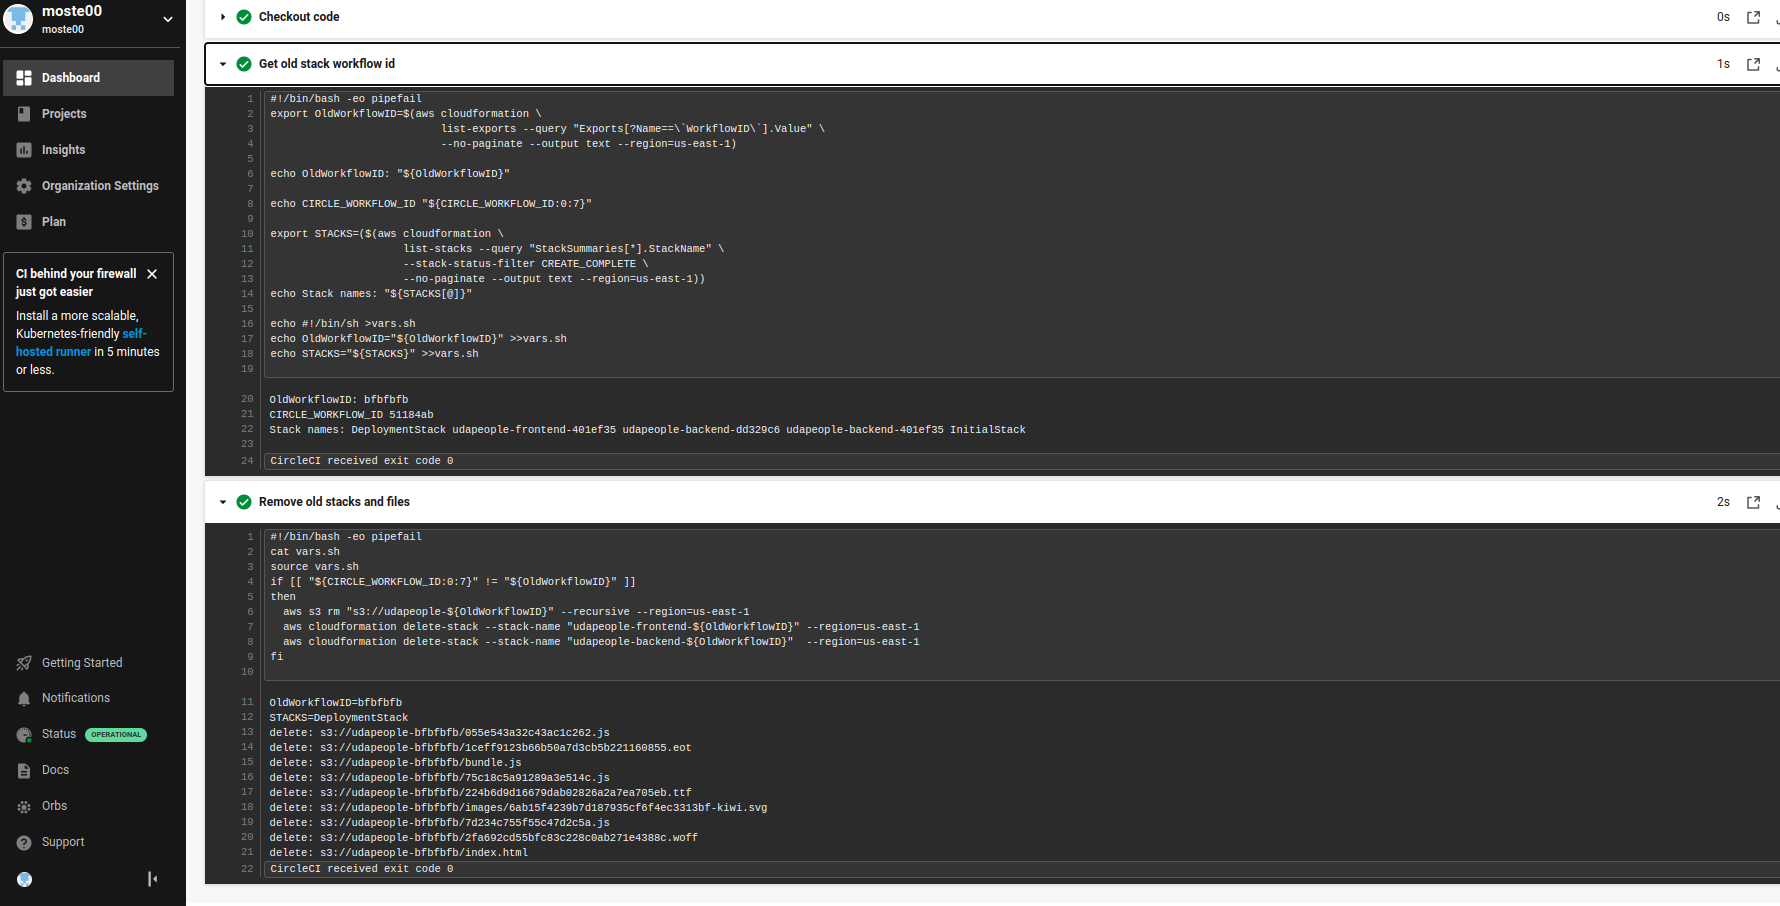 moste00
moste00
Dashboard
Projects
Insights
Organization Settings
Plan
CI behind your firewall
just got easier
Install a more scalable,
Kubernetes-friendly self-
hosted runner in 5 minutes
or less.
Getting Started
Notifications
Status OPERATIONAL
Docs
Orbs
Support
Checkout code 0s
Get old stack workflow id 1s
1 #!/bin/bash -eo pipefail
2 export OldWorkflowID=$(aws cloudformation \
3 list-exports --query "Exports[?Name==\`WorkflowID\`].Value" \
4 --no-paginate --output text --region=us-east-1)
5
6 echo OldWorkflowID: "${OldWorkflowID}"
7
8 echo CIRCLE_WORKFLOW_ID "${CIRCLE_WORKFLOW_ID:0:7}"
9
10 export STACKS=($(aws cloudformation \
11 list-stacks --query "StackSummaries[*].StackName" \
12 --stack-status-filter CREATE_COMPLETE \
13 --no-paginate --output text --region=us-east-1))
14 echo Stack names: "${STACKS[@]}"
15
16 echo #!/bin/sh >vars.sh
17 echo OldWorkflowID="${OldWorkflowID}" >>vars.sh
18 echo STACKS="${STACKS}" >>vars.sh
19
20 OldWorkflowID: bfbfbfb
21 CIRCLE_WORKFLOW_ID 51184ab
22 Stack names: DeploymentStack udapeople-frontend-401ef35 udapeople-backend-dd329c6 udapeople-backend-401ef35 InitialStack
23
24 CircleCI received exit code 0
Remove old stacks and files 2s
1 #!/bin/bash -eo pipefail
2 cat vars.sh
3 source vars.sh
4 if [[ "${CIRCLE_WORKFLOW_ID:0:7}" != "${OldWorkflowID}" ]]
5 then
6 aws s3 rm "s3://udapeople-${OldWorkflowID}" --recursive --region=us-east-1
7 aws cloudformation delete-stack --stack-name "udapeople-frontend-${OldWorkflowID}" --region=us-east-1
8 aws cloudformation delete-stack --stack-name "udapeople-backend-${OldWorkflowID}" --region=us-east-1
9 fi
10
11 OldWorkflowID=bfbfbfb
12 STACKS=DeploymentStack
13 delete: s3://udapeople-bfbfbfb/055e543a32c43ac1c262.js
14 delete: s3://udapeople-bfbfbfb/1ceff9123b66b50a7d3cb5b221160855.eot
15 delete: s3://udapeople-bfbfbfb/bundle.js
16 delete: s3://udapeople-bfbfbfb/75c18c5a91289a3e514c.js
17 delete: s3://udapeople-bfbfbfb/224b6d9d16679dab02826a2a7ea705eb.ttf
18 delete: s3://udapeople-bfbfbfb/images/6ab15f4239b7d187935cf6f4ec3313bf-kiwi.svg
19 delete: s3://udapeople-bfbfbfb/7d234c755f55c47d2c5a.js
20 delete: s3://udapeople-bfbfbfb/2fa692cd55bfc83c228c0ab271e4388c.woff
21 delete: s3://udapeople-bfbfbfb/index.html
22 CircleCI received exit code 0